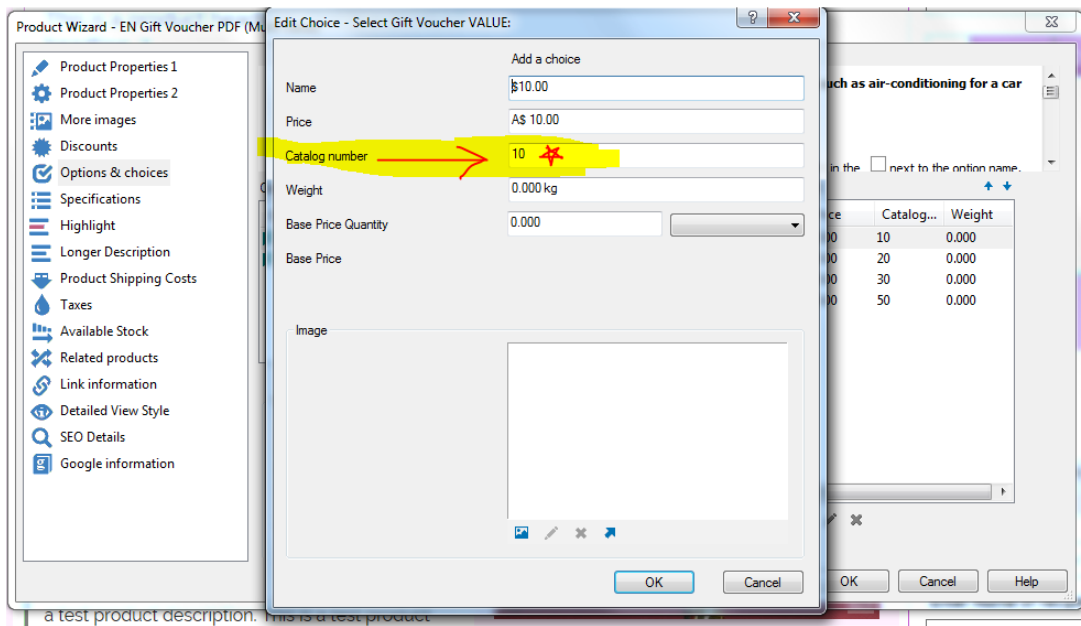 Product Wizard - EN Gift Voucher PDF (Mu
Product Properties 1
Product Properties 2
More images
Discounts
Options & choices
Specifications
Highlight
Longer Description
Product Shipping Costs
Taxes
Available Stock
Related products
Link information
Detailed View Style
SEO Details
Google information
Edit Choice - Select Gift Voucher VALUE:
Add a choice
Name $10.00
Price A$ 10.00
Catalog number 10
Weight 0.000 kg
Base Price Quantity 0.000
Base Price
Image
OK Cancel
uch as air-conditioning for a car
in the next to the option name.
ce Catalog... Weight
00 10 0.000
00 20 0.000
00 30 0.000
00 50 0.000
OK Cancel Help
a test product description. This is a test product